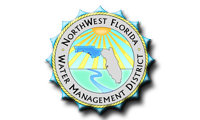 NORTHWEST FLORIDA
WATER MANAGEMENT DISTRICT